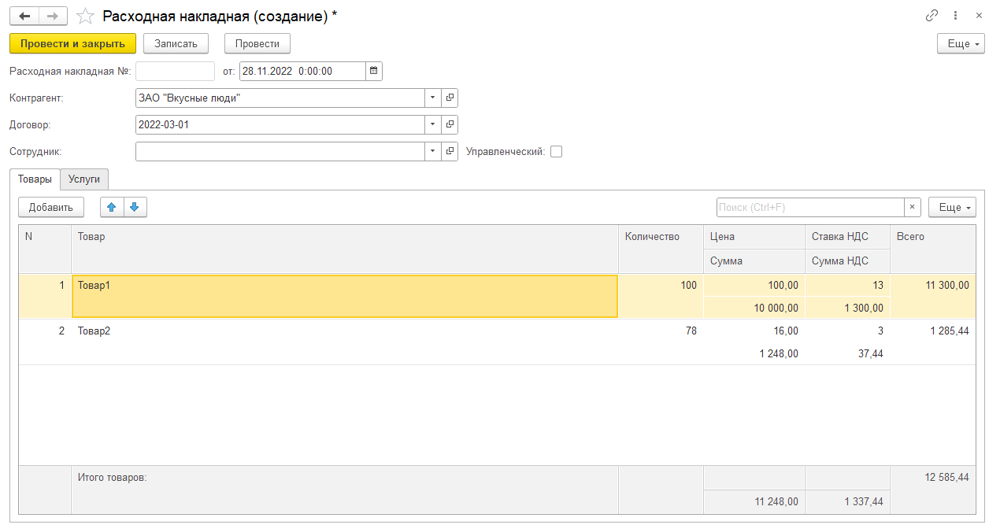 Расходная накладная (создание) *
Провести и закрыть Записать Провести Еще
Расходная накладная №: от: 28.11.2022 0:00:00
Контрагент: ЗАО "Вкусные люди"
Договор: 2022-03-01
Сотрудник: Управленческий:
Товары Услуги
Добавить Поиск (Ctrl+F) × Еще
N Товар Количество Цена Ставка НДС Всего
Сумма Сумма НДС
1 Товар1 100 100,00 13 11 300,00
10 000,00 1 300,00
2 Товар2 78 16,00 3 1 285,44
1 248,00 37,44
Итого товаров: 12 585,44
11 248,00 1 337,44